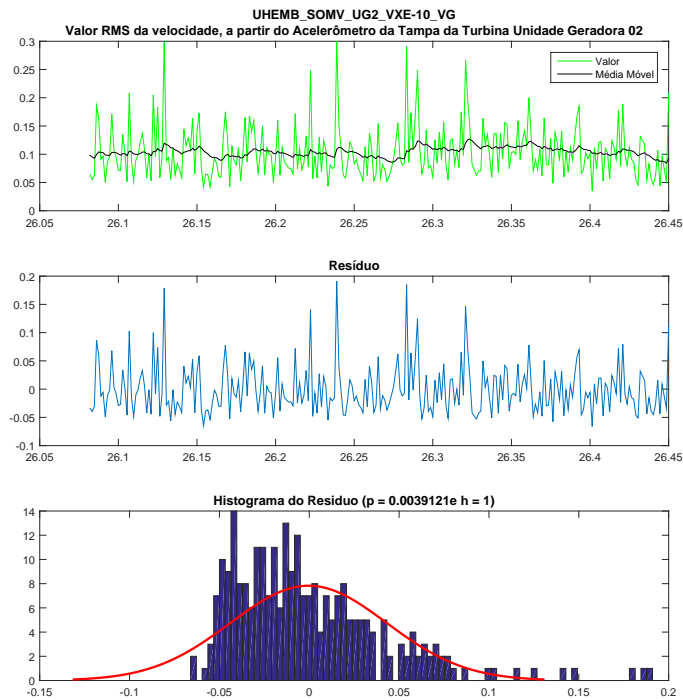 UHEMB_SOMV_UG2_VXE-10_VG
Valor RMS da velocidade, a partir do Acelerômetro da Tampa da Turbina Unidade Geradora 02
0.3
0.25
0.2
0.15
0.1
0.05
0
Valor
Média Móvel
26.05 26.1 26.15 26.2 26.25 26.3 26.35 26.4 26.45
Resíduo
0.2
0.15
0.1
0.05
0
-0.05
-0.1
26.05 26.1 26.15 26.2 26.25 26.3 26.35 26.4 26.45
Histograma do Residuo (p = 0.0039121e h = 1)
14
12
10
8
6
4
2
0
-0.15 -0.1 -0.05 0 0.05 0.1 0.15 0.2